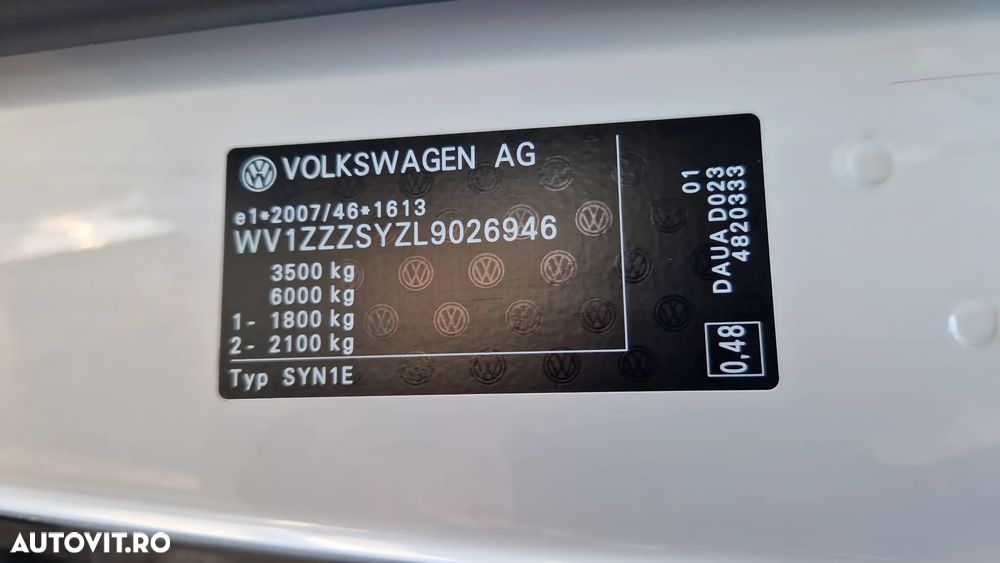 VOLKSWAGEN AG
e1*2007/46*1613
WV1ZZZSYZL9026946
3500 kg
6000 kg
1- 1800 kg
2- 2100 kg
Typ SYN1E
01
DAUA D023
4820333
0,48
AUTOVIT.RO